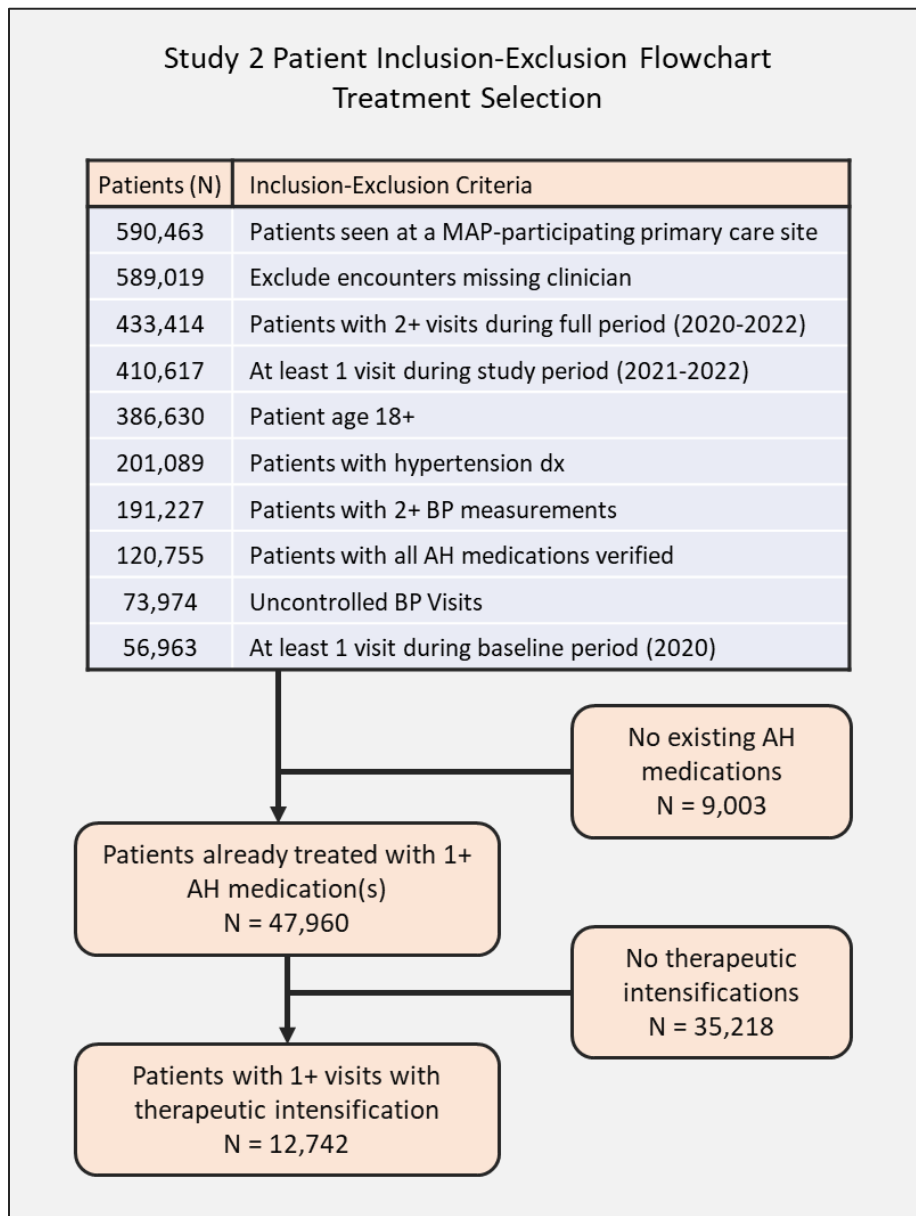 Study 2 Patient Inclusion-Exclusion Flowchart
Treatment Selection
Patients (N) Inclusion-Exclusion Criteria
590,463 Patients seen at a MAP-participating primary care site
589,019 Exclude encounters missing clinician
433,414 Patients with 2+ visits during full period (2020-2022)
410,617 At least 1 visit during study period (2021-2022)
386,630 Patient age 18+
201,089 Patients with hypertension dx
191,227 Patients with 2+ BP measurements
120,755 Patients with all AH medications verified
73,974 Uncontrolled BP Visits
56,963 At least 1 visit during baseline period (2020)
No existing AH
medications
N = 9,003
Patients already treated with 1+
AH medication(s)
N = 47,960
No therapeutic
intensifications
N = 35,218
Patients with 1+ visits with
therapeutic intensification
N = 12,742